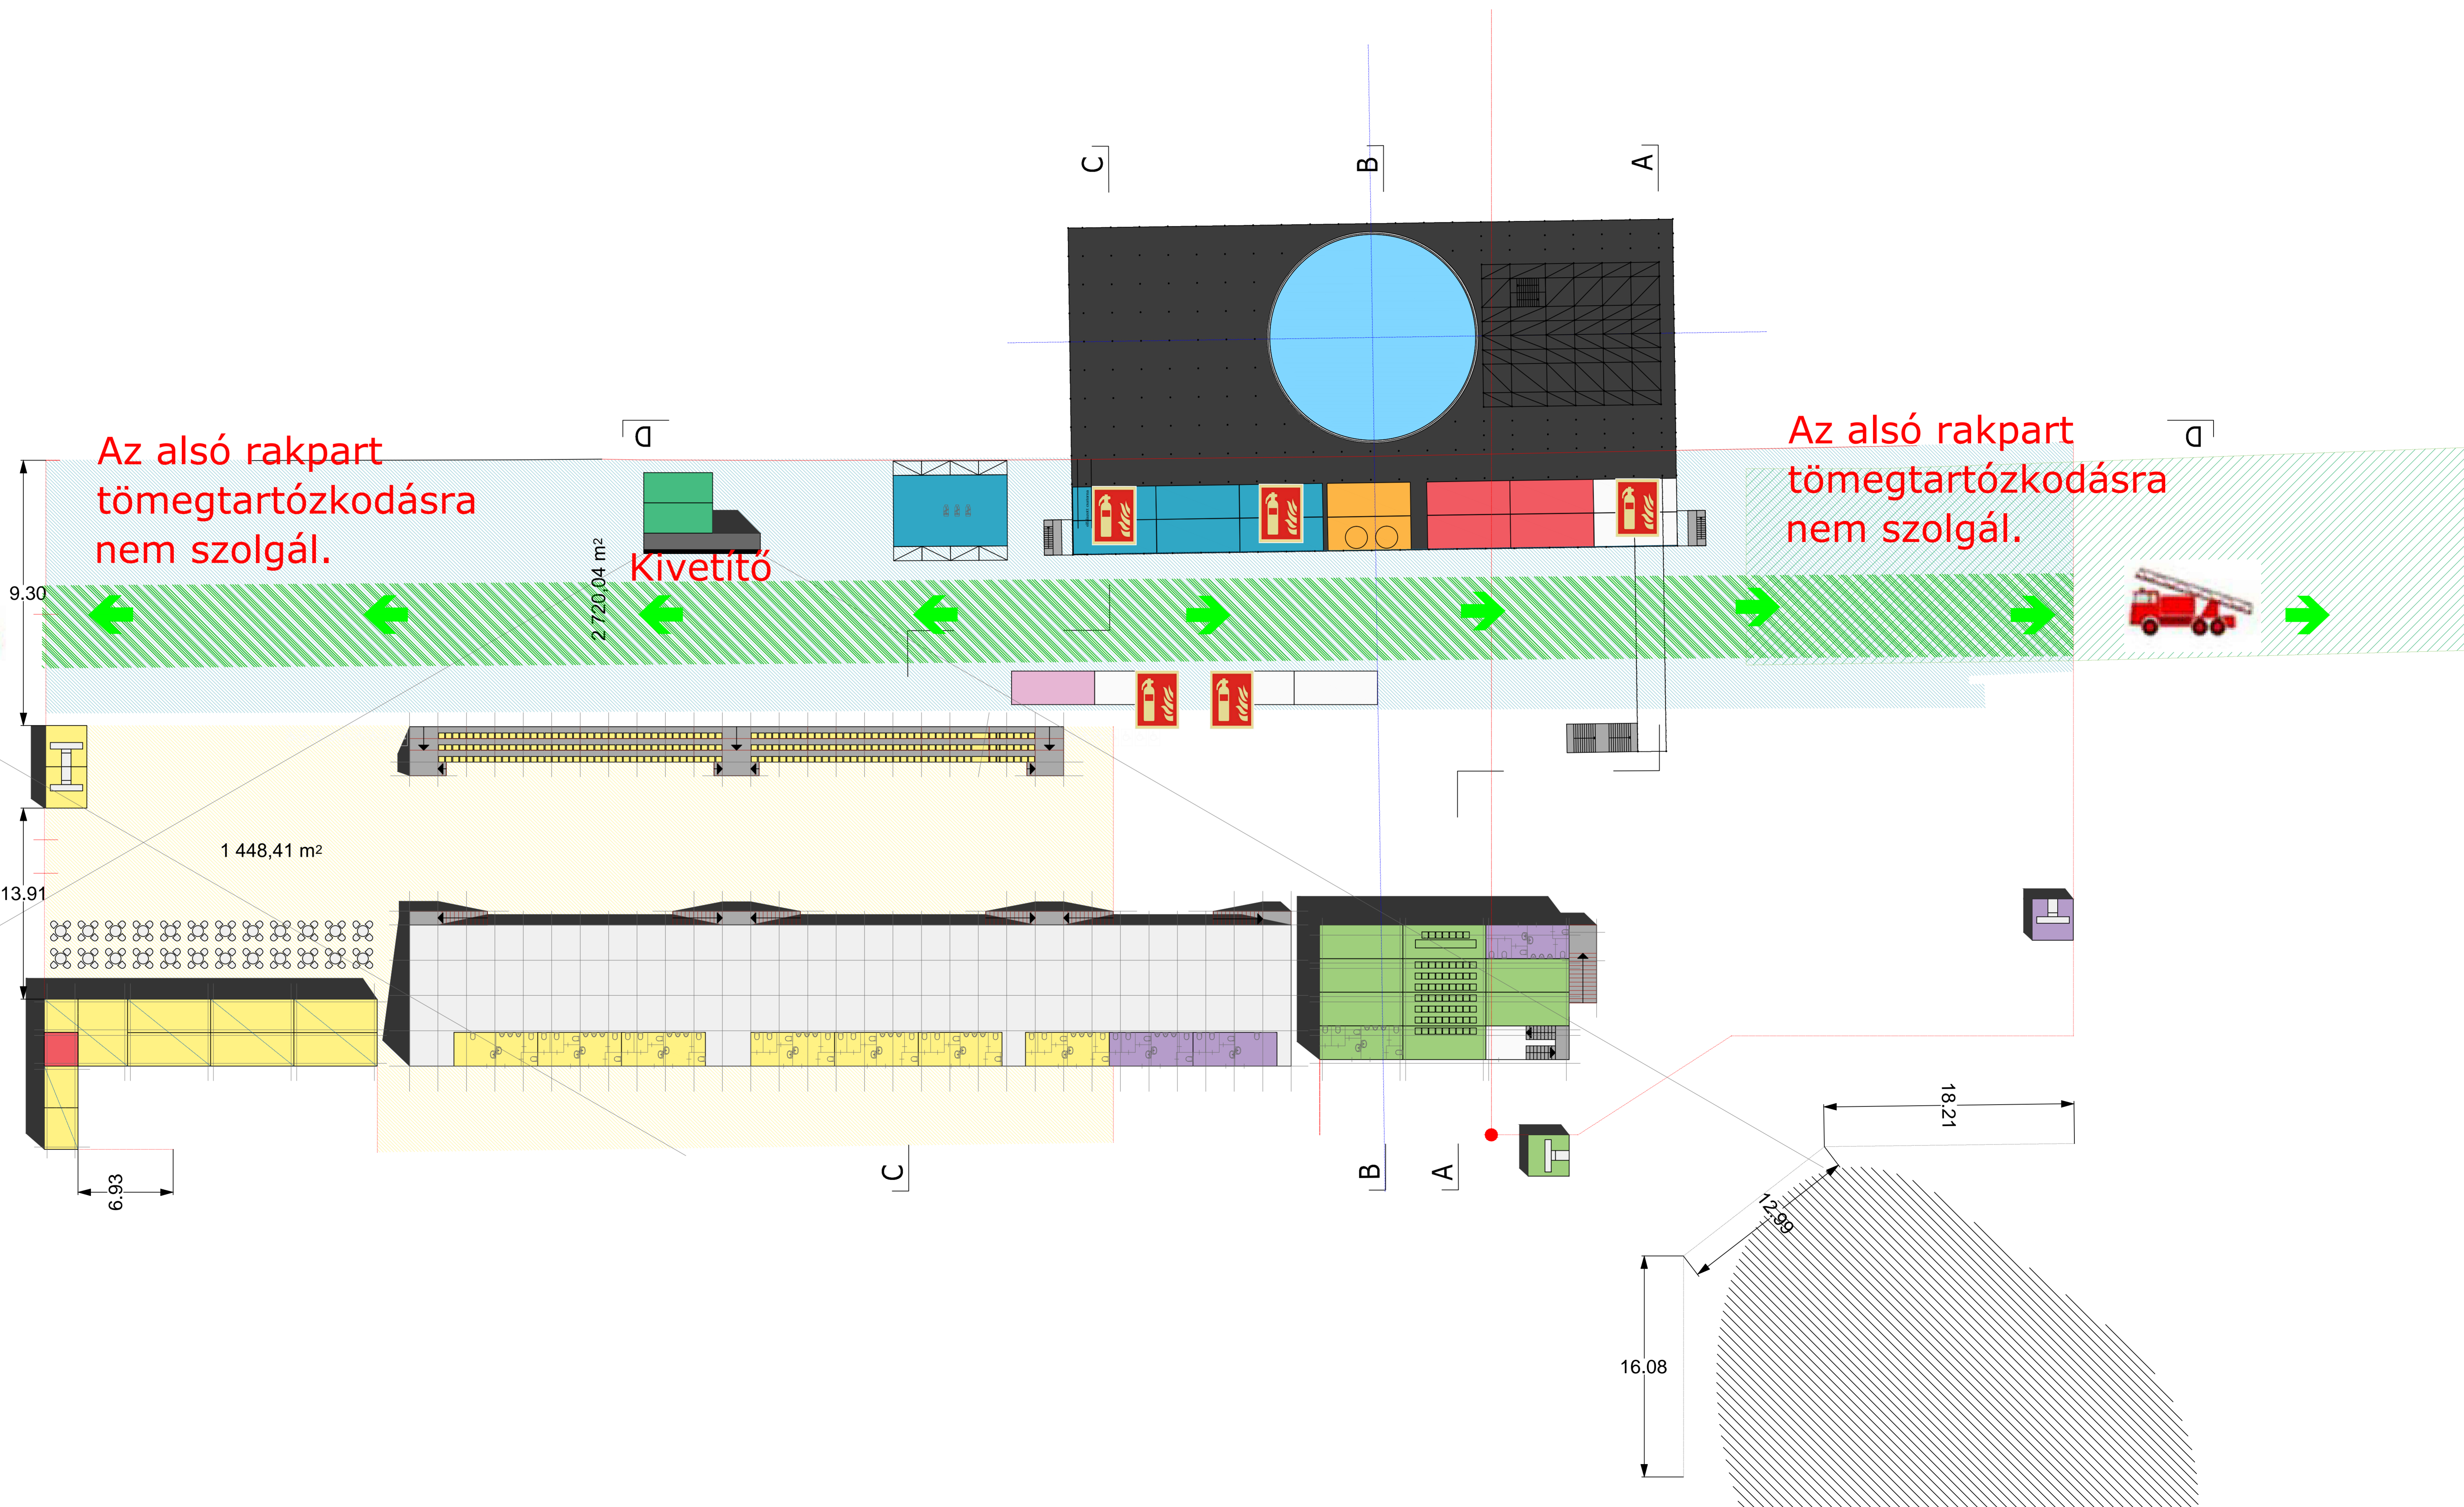 C
B
A
Az alsó rakpart
tömegtartózkodásra
nem szolgál.
D
Az alsó rakpart
tömegtartózkodásra
nem szolgál.
D
Kivetítő
2 720,04 m2
9.30
1 448,41 m2
13.91
6.93
C
B
A
18.21
12.99
16.08